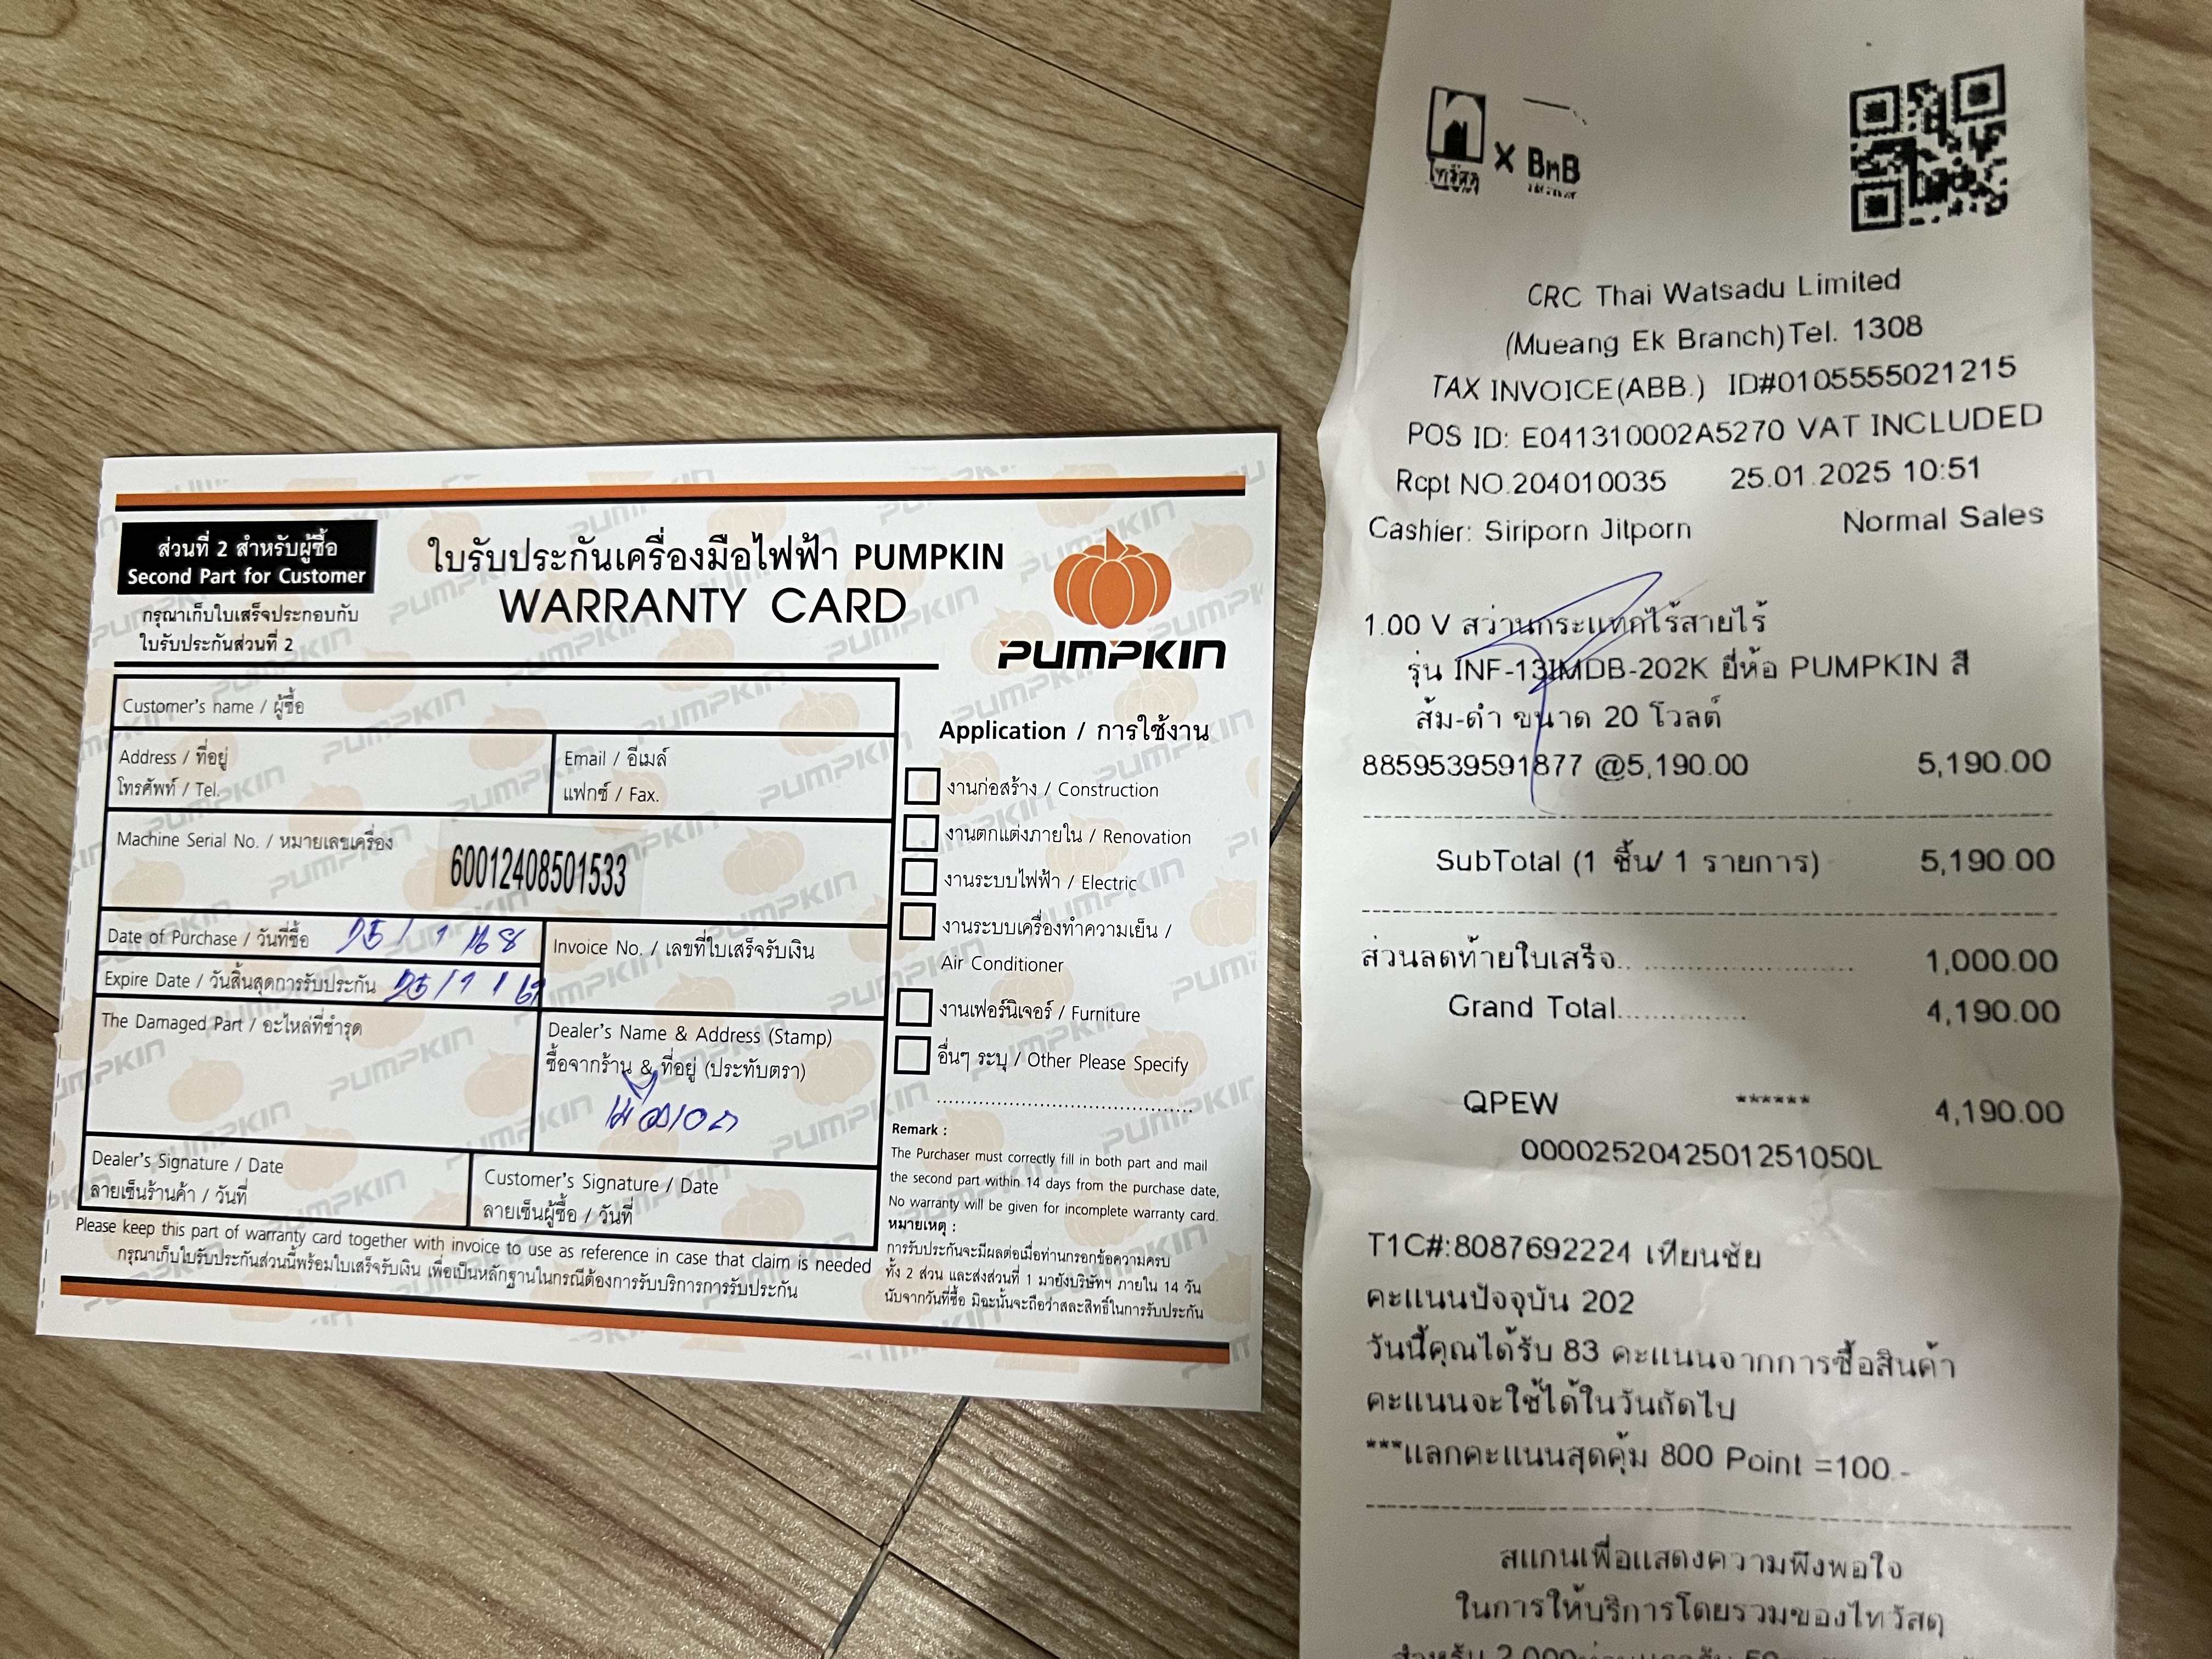 ส่วนที่ 2 สำหรับผู้ซื้อ
Second Part for Customer
กรุณาเก็บใบเสร็จประกอบกับ
ใบรับประกันส่วนที่ 2
ใบรับประกันเครื่องมือไฟฟ้า PUMPKIN
WARRANTY CARD
PUMPKIN
Customer's name / ผู้ซื้อ
Address / ที่อยู่
โทรศัพท์ / Tel.
Email / อีเมล์
แฟกซ์ / Fax.
Machine Serial No. / หมายเลขเครื่อง
60012408501533
Date of Purchase / วันที่ซื้อ 25 / 1 / 68
Invoice No. / เลขที่ใบเสร็จรับเงิน
Expire Date / วันสิ้นสุดการรับประกัน 25 / 1 /
The Damaged Part / อะไหล่ที่ชำรุด
Dealer's Name & Address (Stamp)
ซื้อจากร้าน & ที่อยู่ (ประทับตรา)
เมืองเอก
Dealer's Signature / Date
ลายเซ็นร้านค้า / วันที่
Customer's Signature / Date
ลายเซ็นผู้ซื้อ / วันที่
Please keep this part of warranty card together with invoice to use as reference in case that claim is needed
กรุณาเก็บใบรับประกันส่วนนี้พร้อมใบเสร็จรับเงิน เพื่อเป็นหลักฐานในกรณีต้องการรับบริการการรับประกัน
Application / การใช้งาน
งานก่อสร้าง / Construction
งานตกแต่งภายใน / Renovation
งานระบบไฟฟ้า / Electric
งานระบบเครื่องทำความเย็น /
Air Conditioner
งานเฟอร์นิเจอร์ / Furniture
อื่นๆ ระบุ / Other Please Specify
Remark :
The Purchaser must correctly fill in both part and mail
the second part within 14 days from the purchase date,
No warranty will be given for incomplete warranty card.
หมายเหตุ :
การรับประกันจะมีผลต่อเมื่อท่านกรอกข้อความครบ
ทั้ง 2 ส่วน และส่งส่วนที่ 1 มายังบริษัทฯ ภายใน 14 วัน
นับจากวันที่ซื้อ มิฉะนั้นจะถือว่าสละสิทธิ์ในการรับประกัน
ไทวัสดุ X BnB
CRC Thai Watsadu Limited
(Mueang Ek Branch)Tel. 1308
TAX INVOICE(ABB.) ID#0105555021215
POS ID: E041310002A5270 VAT INCLUDED
Rcpt NO.204010035 25.01.2025 10:51
Cashier: Siriporn Jitporn Normal Sales
1.00 V สว่านกระแทกไร้สายไร้
รุ่น INF-13IMDB-202K ยี่ห้อ PUMPKIN สี
ส้ม-ดำ ขนาด 20 โวลต์
8859539591877 @5,190.00 5,190.00
SubTotal (1 ชิ้น/ 1 รายการ) 5,190.00
ส่วนลดท้ายใบเสร็จ.. ........................ 1,000.00
Grand Total............... 4,190.00
QPEW ****** 4,190.00
0000252042501251050L
T1C#:8087692224 เทียนชัย
คะแนนปัจจุบัน 202
วันนี้คุณได้รับ 83 คะแนนจากการซื้อสินค้า
คะแนนจะใช้ได้ในวันถัดไป
***แลกคะแนนสุดคุ้ม 800 Point =100.-
สแกนเพื่อแสดงความพึงพอใจ
ในการให้บริการโดยรวมของไทวัสดุ
สำหรับ 2,000